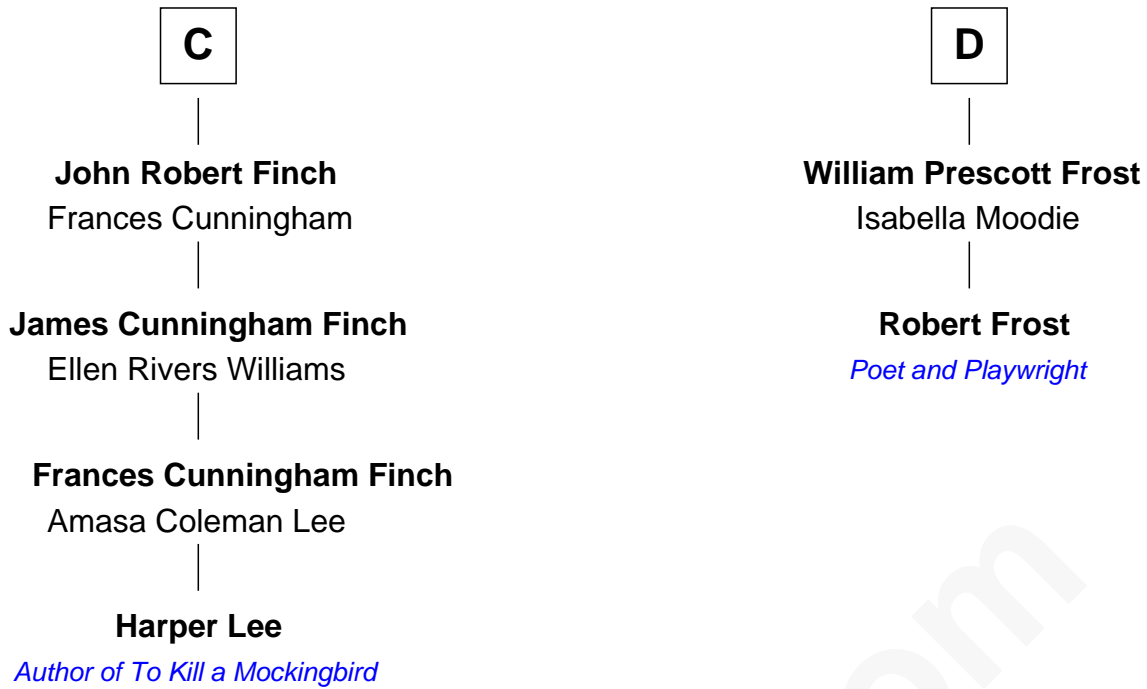 C
John Robert Finch
Frances Cunningham
James Cunningham Finch
Ellen Rivers Williams
Frances Cunningham Finch
Amasa Coleman Lee
Harper Lee
Author of To Kill a Mockingbird
D
William Prescott Frost
Isabella Moodie
Robert Frost
Poet and Playwright
om